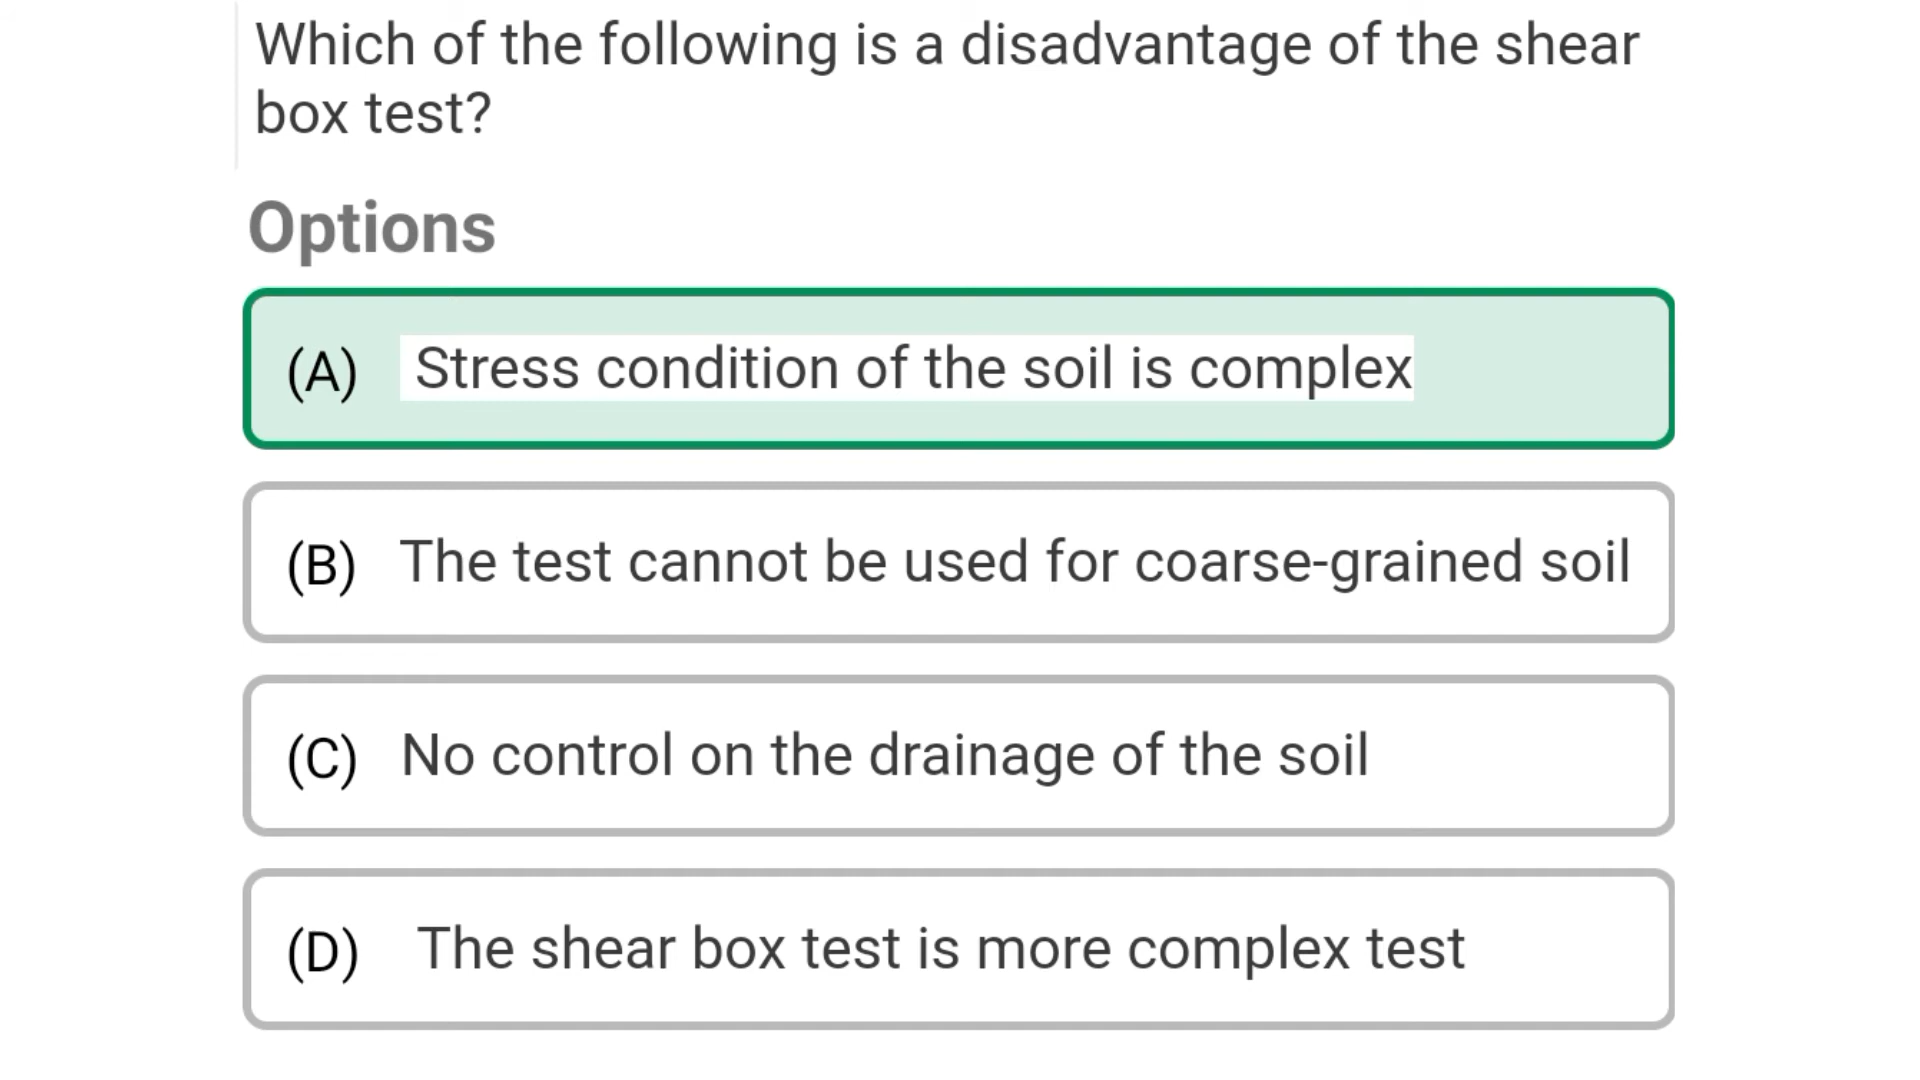 Which of the following is a disadvantage of the shear
box test?
Options
(A) Stress condition of the soil is complex
(B) The test cannot be used for coarse-grained soil
(C) No control on the drainage of the soil
(D) The shear box test is more complex test